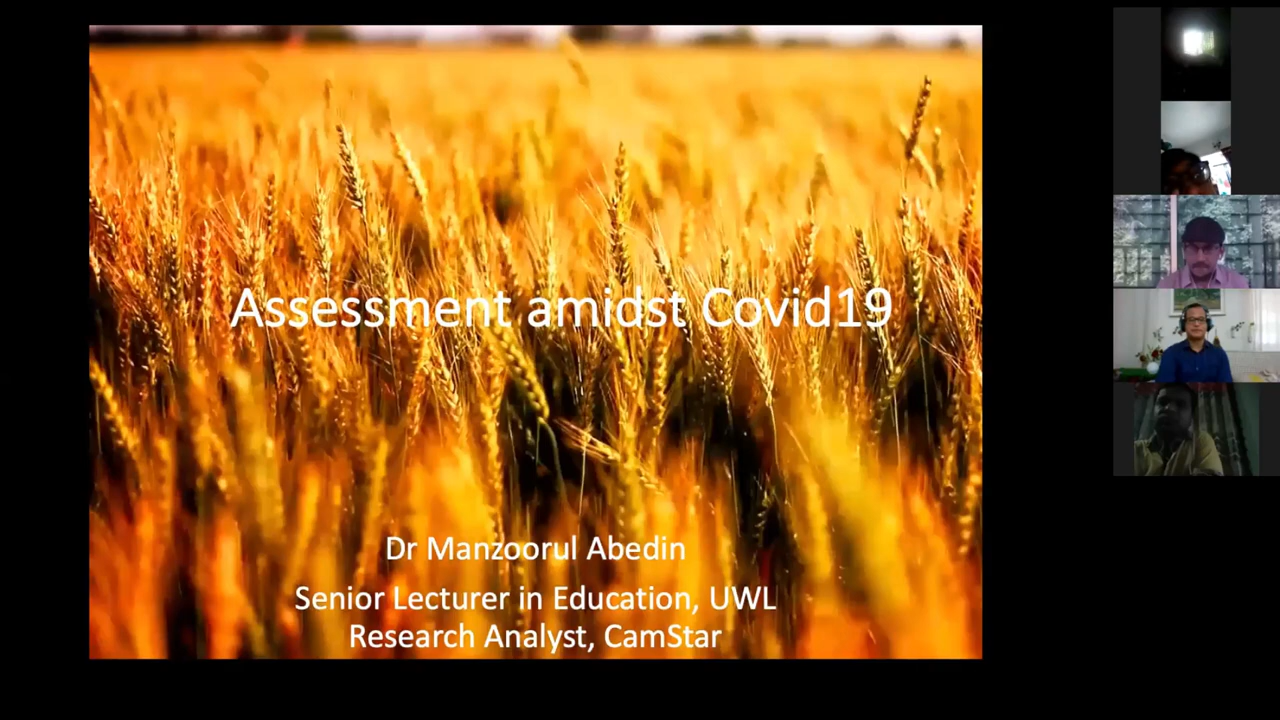 Assessment amidst Covid19
Dr Manzoorul Abedin
Senior Lecturer in Education, UWL
Research Analyst, CamStar